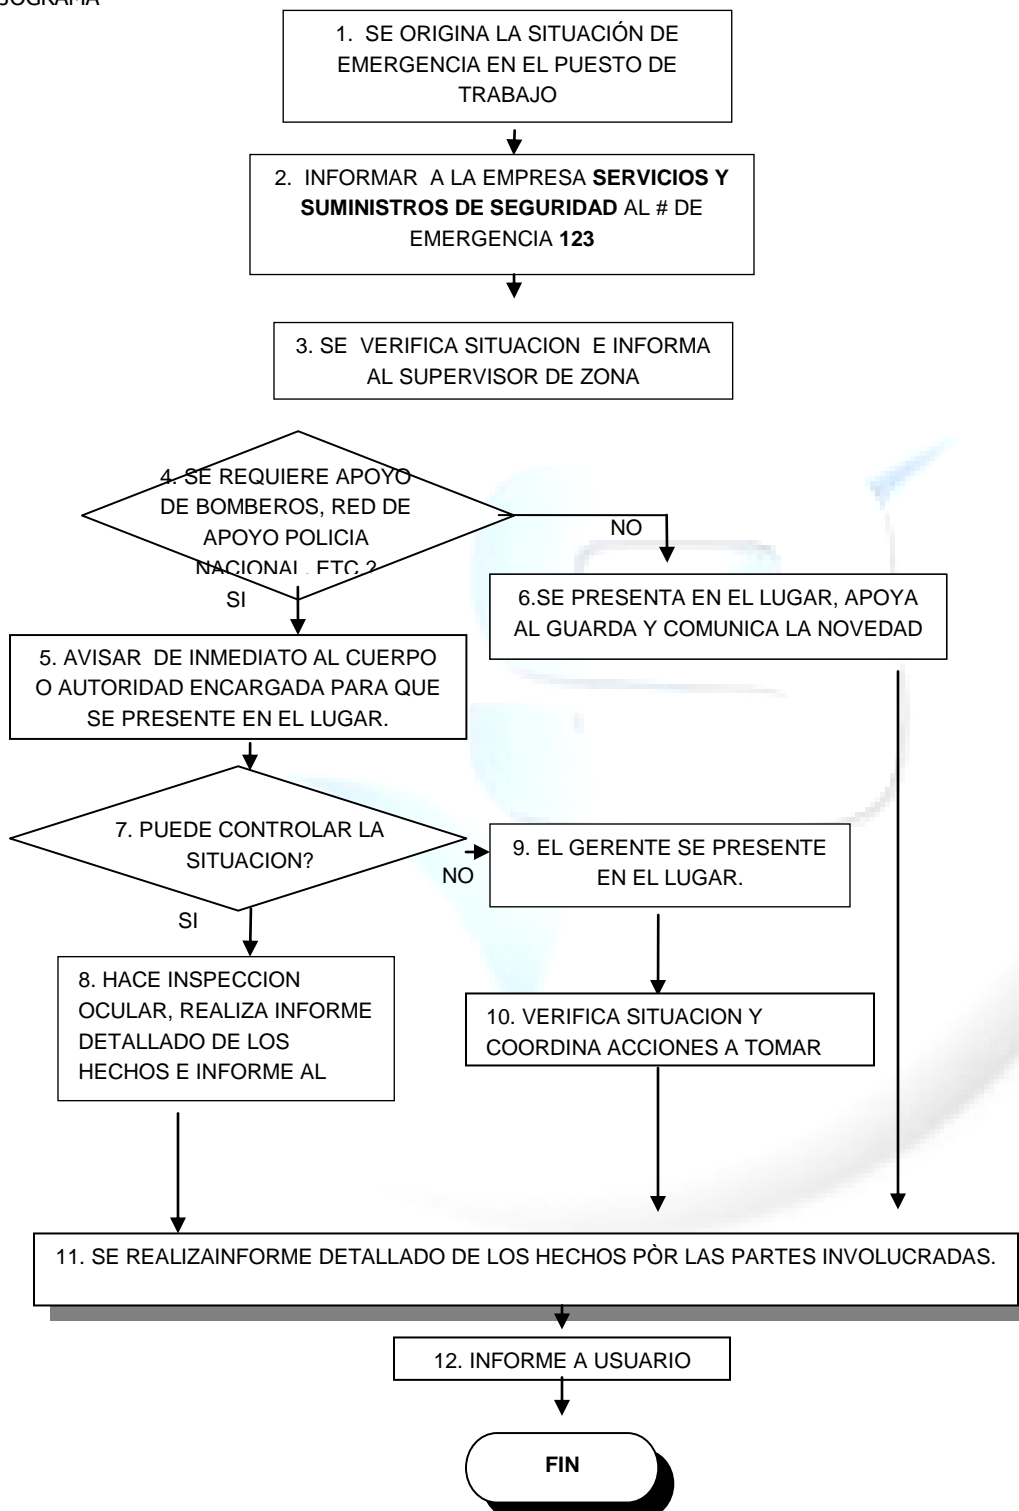 1. SE ORIGINA LA SITUACIÓN DE
EMERGENCIA EN EL PUESTO DE
TRABAJO
2. INFORMAR A LA EMPRESA SERVICIOS Y
SUMINISTROS DE SEGURIDAD AL # DE
EMERGENCIA 123
3. SE VERIFICA SITUACION E INFORMA
AL SUPERVISOR DE ZONA
4. SE REQUIERE APOYO
DE BOMBEROS, RED DE
APOYO POLICIA
NACIONAL, ETC.?
NO
SI
6.SE PRESENTA EN EL LUGAR, APOYA
AL GUARDA Y COMUNICA LA NOVEDAD
5. AVISAR DE INMEDIATO AL CUERPO
O AUTORIDAD ENCARGADA PARA QUE
SE PRESENTE EN EL LUGAR.
7. PUEDE CONTROLAR LA
SITUACION?
NO
SI
9. EL GERENTE SE PRESENTE
EN EL LUGAR.
8. HACE INSPECCION
OCULAR, REALIZA INFORME
DETALLADO DE LOS
HECHOS E INFORME AL
10. VERIFICA SITUACION Y
COORDINA ACCIONES A TOMAR
11. SE REALIZAINFORME DETALLADO DE LOS HECHOS PÒR LAS PARTES INVOLUCRADAS.
12. INFORME A USUARIO
FIN